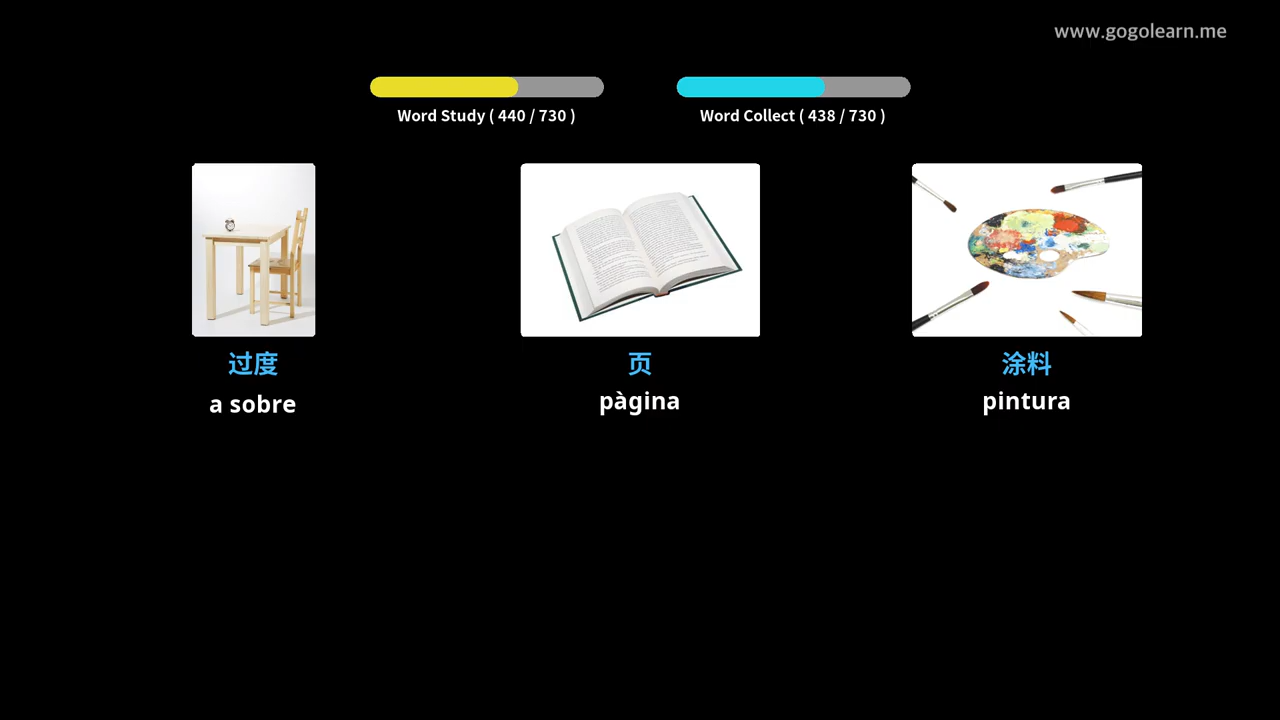 www.gogolearn.me
Word Study ( 440 / 730 )
Word Collect ( 438 / 730 )
过度
页
涂料
a sobre
pàgina
pintura